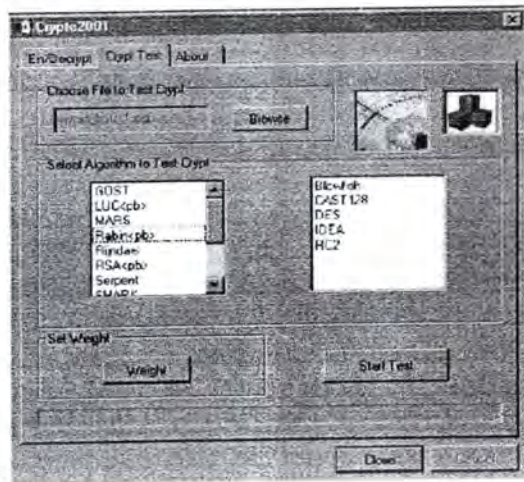 Crypto2001
En/Decrypt Crypt Test About
Choose File to Test Crypt
Browse
Select Algorithm to Test Crypt
GOST
LUC<pb>
MARS
Rabin<pb>
Rijndael
RSA<pb>
Serpent
SHARK
Blowfish
CAST128
DES
IDEA
RC2
Set Weight
Weight
Start Test
Close